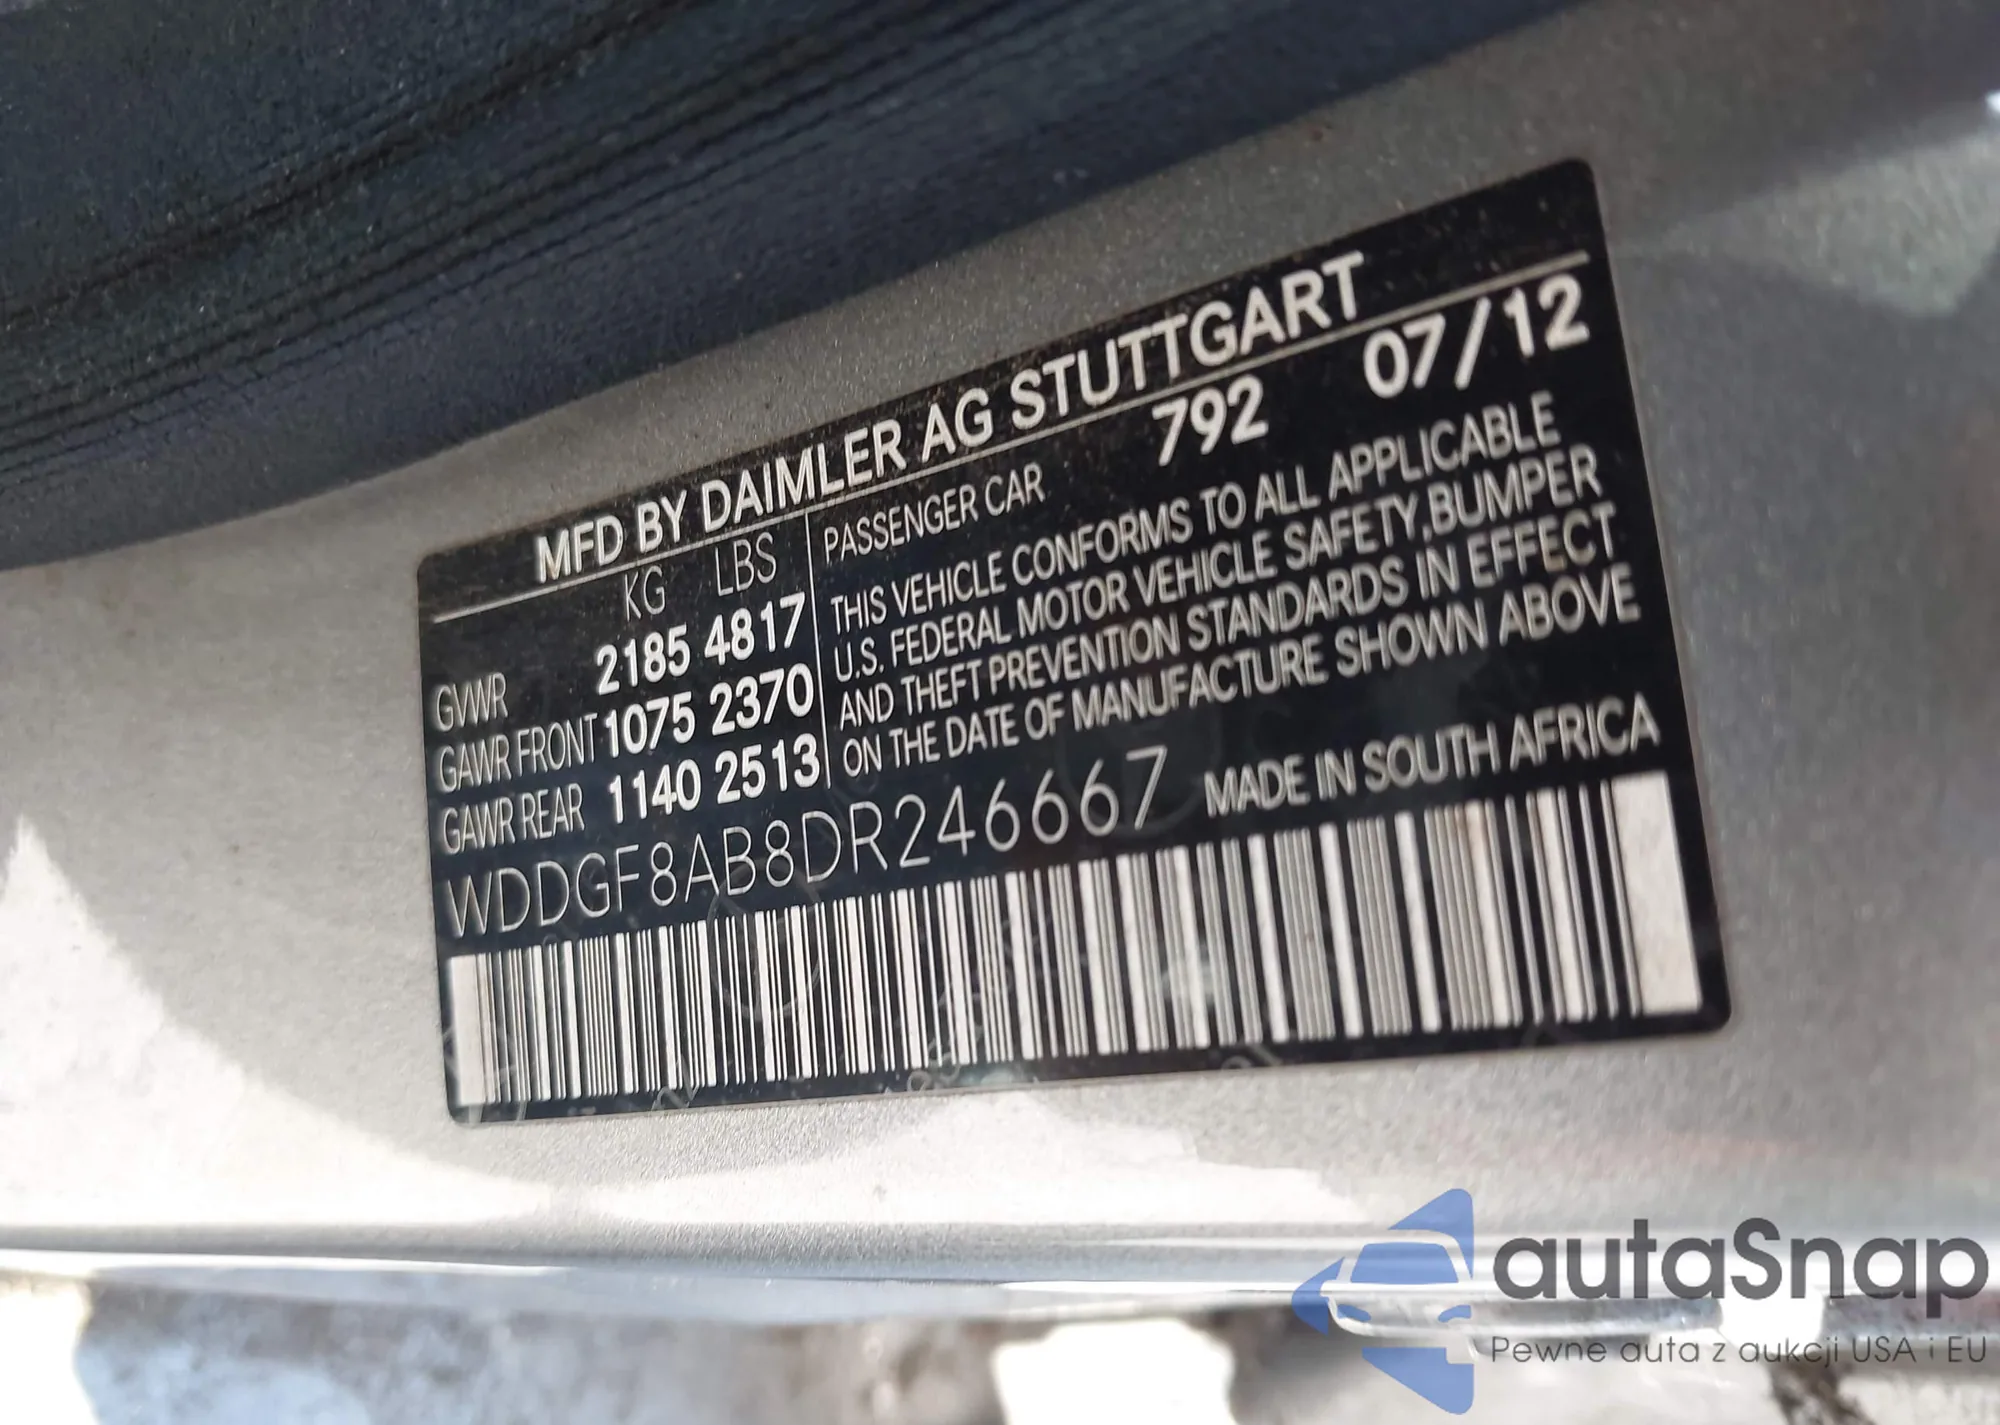 MFD BY DAIMLER AG STUTTGART
KG LBS
GVWR 2185 4817
GAWR FRONT 1075 2370
GAWR REAR 1140 2513
PASSENGER CAR 792 07/12
THIS VEHICLE CONFORMS TO ALL APPLICABLE
U.S. FEDERAL MOTOR VEHICLE SAFETY,BUMPER
AND THEFT PREVENTION STANDARDS IN EFFECT
ON THE DATE OF MANUFACTURE SHOWN ABOVE
WDDGF8AB8DR246667 MADE IN SOUTH AFRICA
autaSnap
Pewne auta z aukcji USA i EU